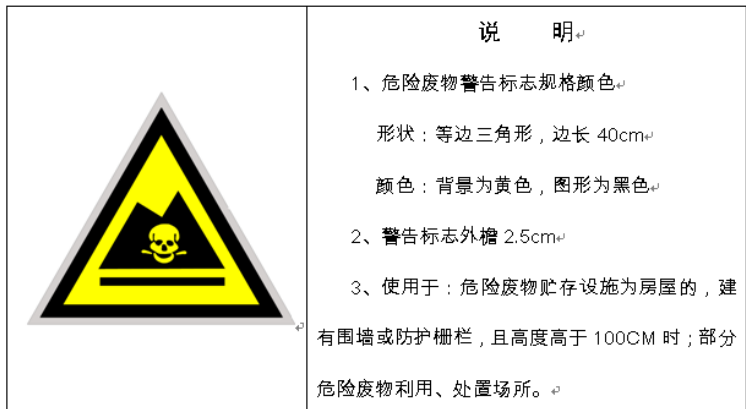 说 明
1、危险废物警告标志规格颜色
形状：等边三角形，边长 40cm
颜色：背景为黄色，图形为黑色
2、警告标志外檐 2.5cm
3、使用于：危险废物贮存设施为房屋的，建
有围墙或防护栅栏，且高度高于 100CM 时；部分
危险废物利用、处置场所。